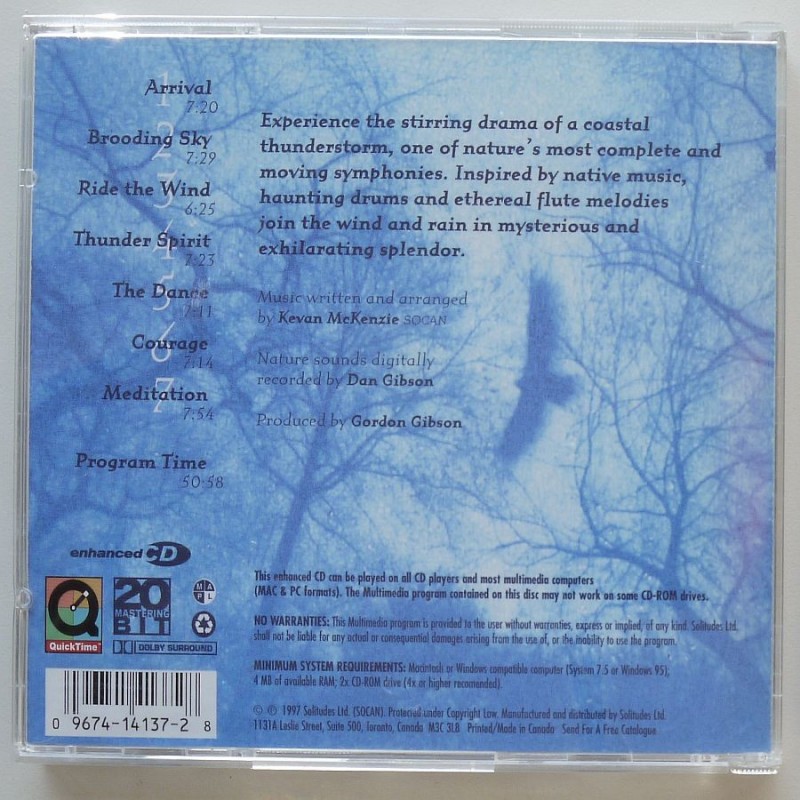 1 Arrival
7:20
2 Brooding Sky
7:29
3 Ride the Wind
6:25
4 Thunder Spirit
7:23
5 The Dance
7:11
6 Courage
7:14
7 Meditation
7:54
Program Time
50:58
Experience the stirring drama of a coastal
thunderstorm, one of nature's most complete and
moving symphonies. Inspired by native music,
haunting drums and ethereal flute melodies
join the wind and rain in mysterious and
exhilarating splendor.
Music written and arranged
by Kevan McKenzie SOCAN
Nature sounds digitally
recorded by Dan Gibson
Produced by Gordon Gibson
enhanced CD
QuickTime™
20
MASTERING
BIT
DOLBY SURROUND
M A
P L
0 9674-14137-2 8
This enhanced CD can be played on all CD players and most multimedia computers
(MAC & PC formats). The Multimedia program contained on this disc may not work on some CD-ROM drives.
NO WARRANTIES: This Multimedia program is provided to the user without warranties, express or implied, of any kind. Solitudes Ltd.
shall not be liable for any actual or consequential damages arising from the use of, or the inability to use the program.
MINIMUM SYSTEM REQUIREMENTS: Macintosh or Windows compatible computer (System 7.5 or Windows 95);
4 MB of available RAM; 2x CD-ROM drive (4x or higher recomended).
© ℗ 1997 Solitudes Ltd. (SOCAN). Protected under Copyright Law. Manufactured and distributed by Solitudes Ltd.
1131A Leslie Street, Suite 500, Toronto, Canada M3C 3L8 Printed/Made in Canada Send For A Free Catalogue